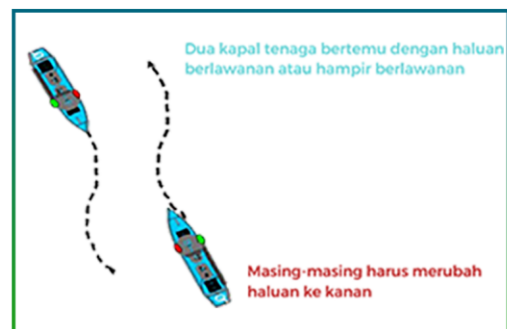 Dua kapal tenaga bertemu dengan haluan
berlawanan atau hampir berlawanan
Masing-masing harus merubah
haluan ke kanan